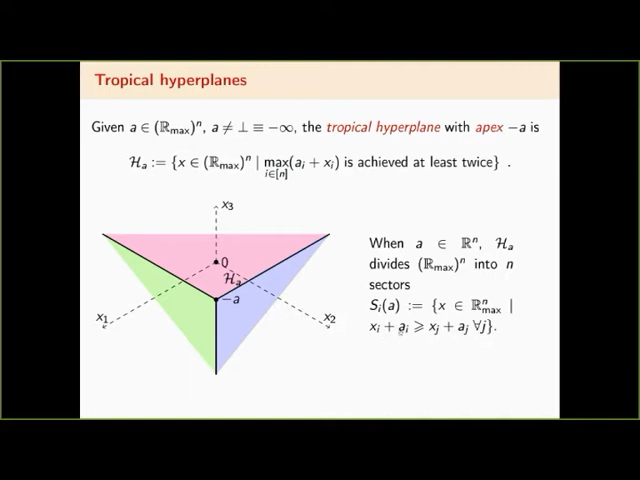 Tropical hyperplanes
Given a ∈ (ℝmax)ⁿ, a ≠ ⊥ ≡ −∞, the tropical hyperplane with apex −a is
ℋₐ := {x ∈ (ℝmax)ⁿ | max(aᵢ + xᵢ) is achieved at least twice} .
i∈[n]
x₃
0
ℋₐ
−a
x₁
x₂
When a ∈ ℝⁿ, ℋₐ
divides (ℝmax)ⁿ into n
sectors
Sᵢ(a) := {x ∈ ℝⁿmax |
xᵢ + aᵢ ⩾ xⱼ + aⱼ ∀j}.